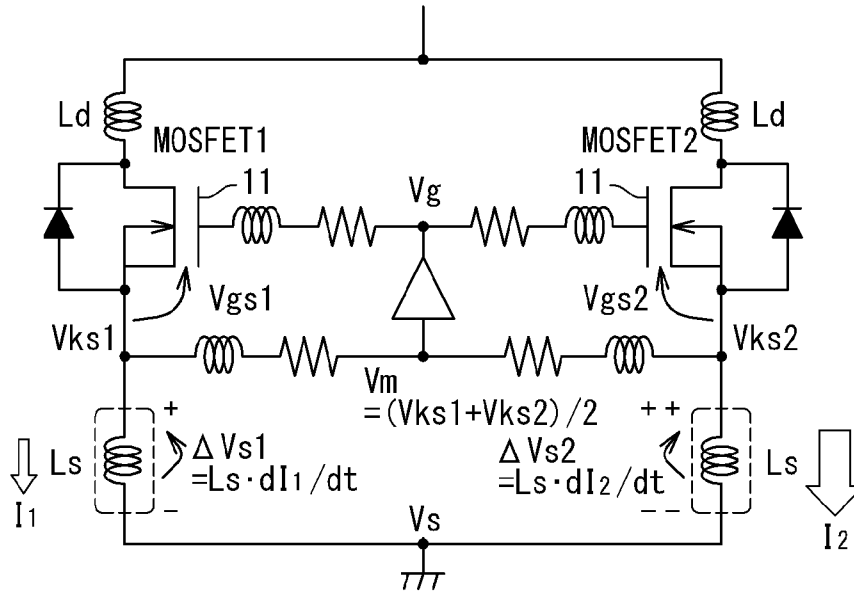 Ld
Ld
MOSFET1
MOSFET2
11
11
Vg
Vgs1
Vgs2
Vks1
Vks2
Vm
=(Vks1+Vks2)/2
+
++
ΔVs1
=Ls·dI1/dt
ΔVs2
=Ls·dI2/dt
Ls
Ls
-
--
I1
Vs
I2